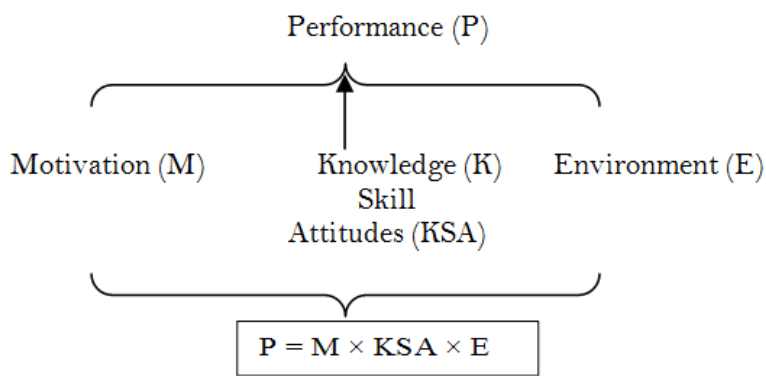 Performance (P)
Motivation (M) Knowledge (K) Environment (E)
Skill
Attitudes (KSA)
P = M × KSA × E